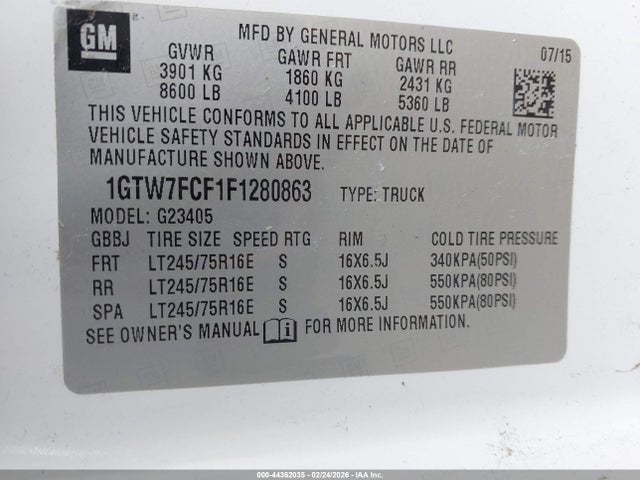 GM
MFD BY GENERAL MOTORS LLC
07/15
GVWR GAWR FRT GAWR RR
3901 KG 1860 KG 2431 KG
8600 LB 4100 LB 5360 LB
THIS VEHICLE CONFORMS TO ALL APPLICABLE U.S. FEDERAL MOTOR
VEHICLE SAFETY STANDARDS IN EFFECT ON THE DATE OF
MANUFACTURE SHOWN ABOVE.
1GTW7FCF1F1280863 TYPE: TRUCK
MODEL: G23405
GBBJ TIRE SIZE SPEED RTG RIM COLD TIRE PRESSURE
FRT LT245/75R16E S 16X6.5J 340KPA(50PSI)
RR LT245/75R16E S 16X6.5J 550KPA(80PSI)
SPA LT245/75R16E S 16X6.5J 550KPA(80PSI)
SEE OWNER'S MANUAL i FOR MORE INFORMATION.
000-44362035 - 02/24/2026 - COPYRIGHT IAA, LLC